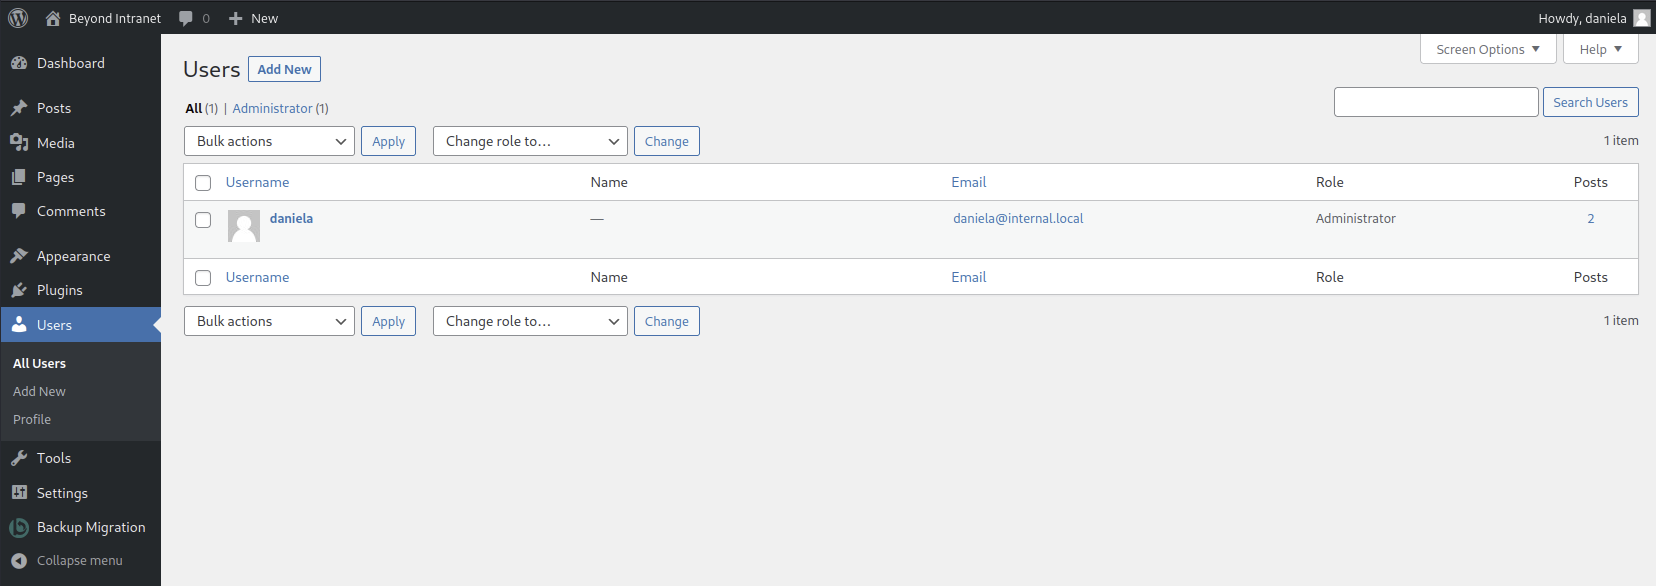 Beyond Intranet 0 New Howdy, daniela
Dashboard
Posts
Media
Pages
Comments
Appearance
Plugins
Users
All Users
Add New
Profile
Tools
Settings
Backup Migration
Collapse menu
Screen Options Help
Users Add New
All (1) | Administrator (1)
Search Users
Bulk actions Apply Change role to... Change 1 item
Username Name Email Role Posts
daniela — daniela@internal.local Administrator 2
Username Name Email Role Posts
Bulk actions Apply Change role to... Change 1 item